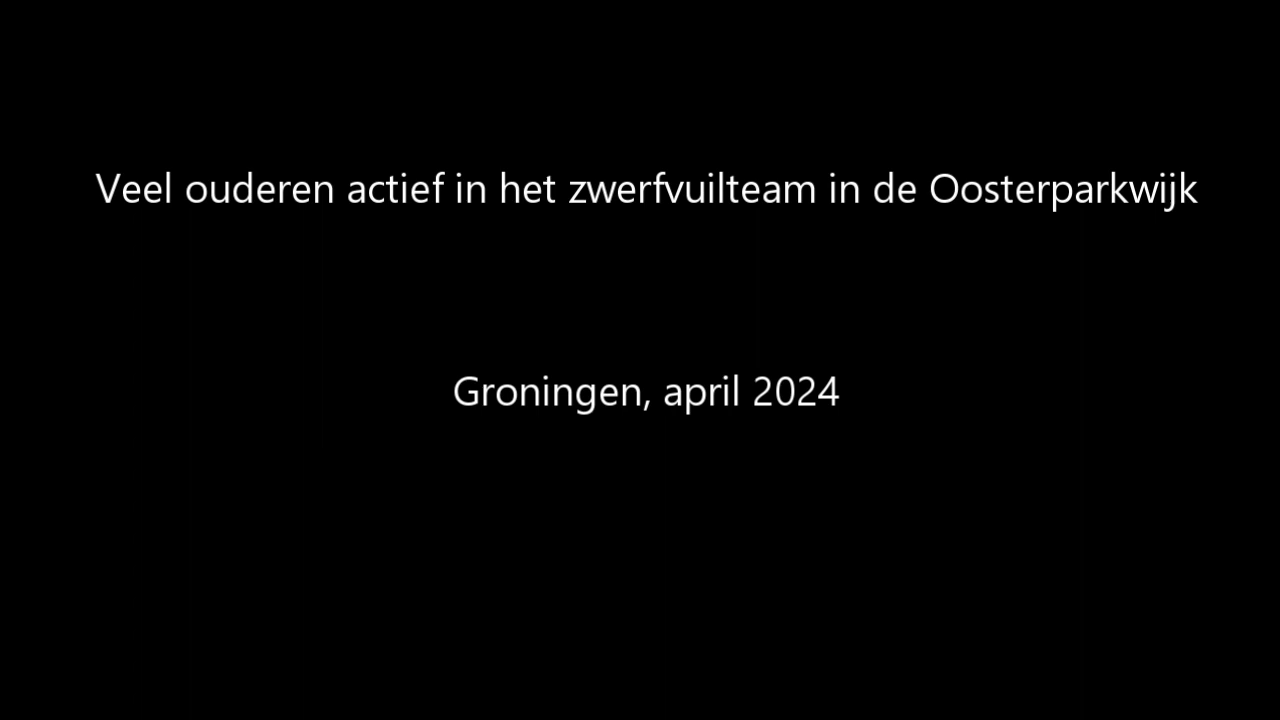 Veel ouderen actief in het zwerfvuilteam in de Oosterparkwijk
Groningen, april 2024